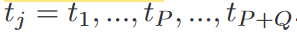 t_j = t_1, ..., t_P, ..., t_{P+Q}.